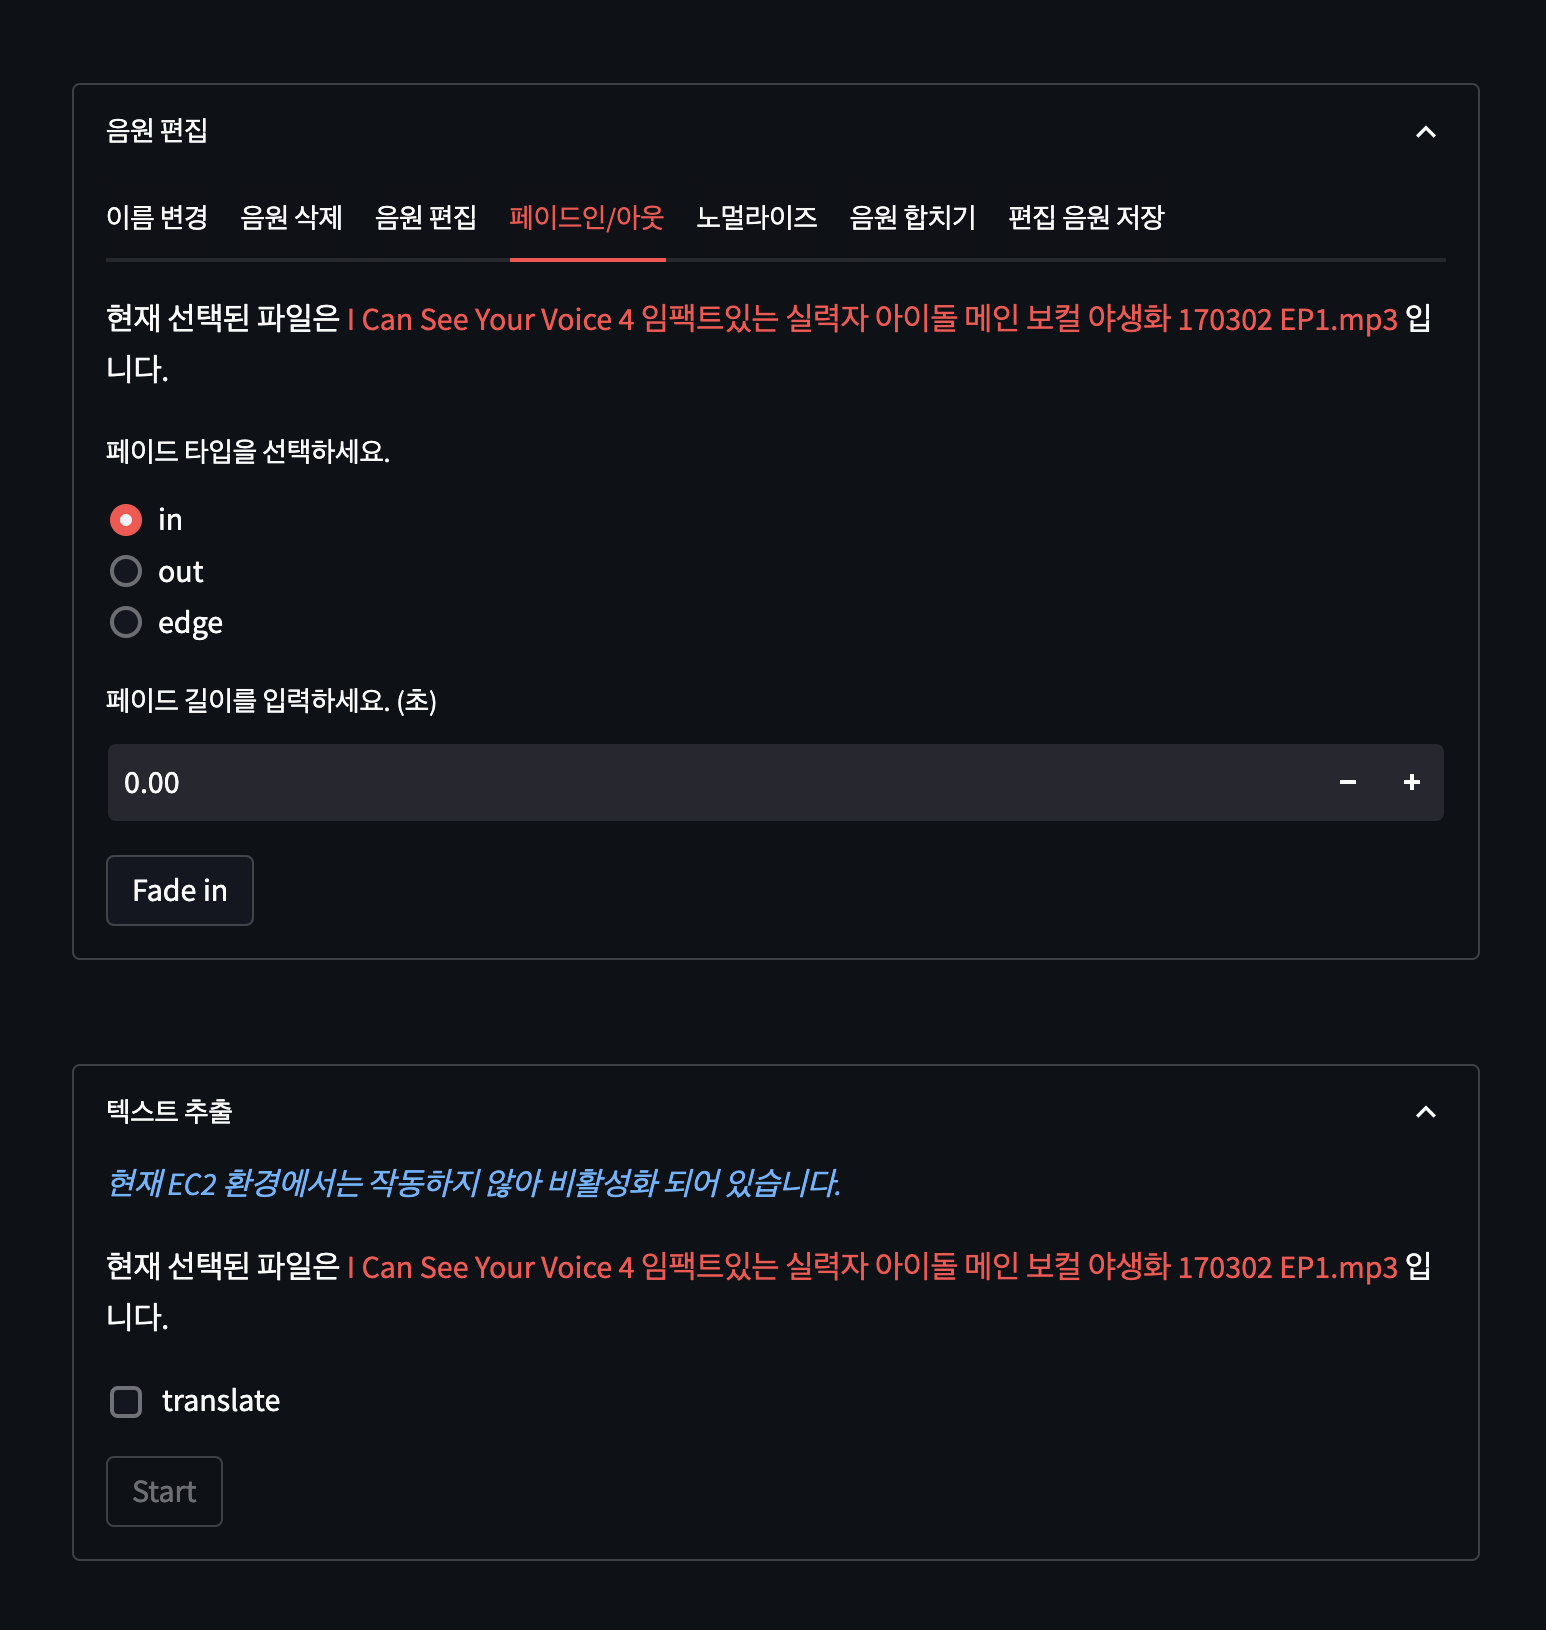 음원 편집
이름 변경 음원 삭제 음원 편집 페이드인/아웃 노멀라이즈 음원 합치기 편집 음원 저장
현재 선택된 파일은 I Can See Your Voice 4 임팩트있는 실력자 아이돌 메인 보컬 야생화 170302 EP1.mp3 입
니다.
페이드 타입을 선택하세요.
in
out
edge
페이드 길이를 입력하세요. (초)
0.00 − +
Fade in
텍스트 추출
현재 EC2 환경에서는 작동하지 않아 비활성화 되어 있습니다.
현재 선택된 파일은 I Can See Your Voice 4 임팩트있는 실력자 아이돌 메인 보컬 야생화 170302 EP1.mp3 입
니다.
translate
Start